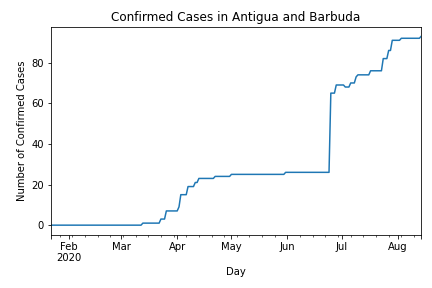 Confirmed Cases in Antigua and Barbuda
Number of Confirmed Cases
80
60
40
20
0
Feb Mar Apr May Jun Jul Aug
2020
Day